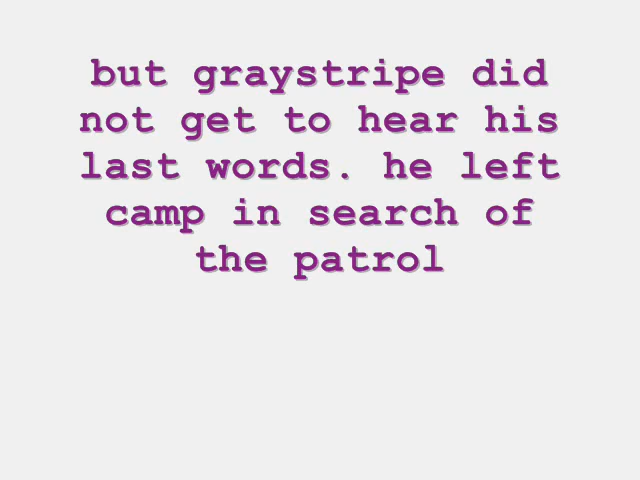 but graystripe did
not get to hear his
last words. he left
camp in search of
the patrol